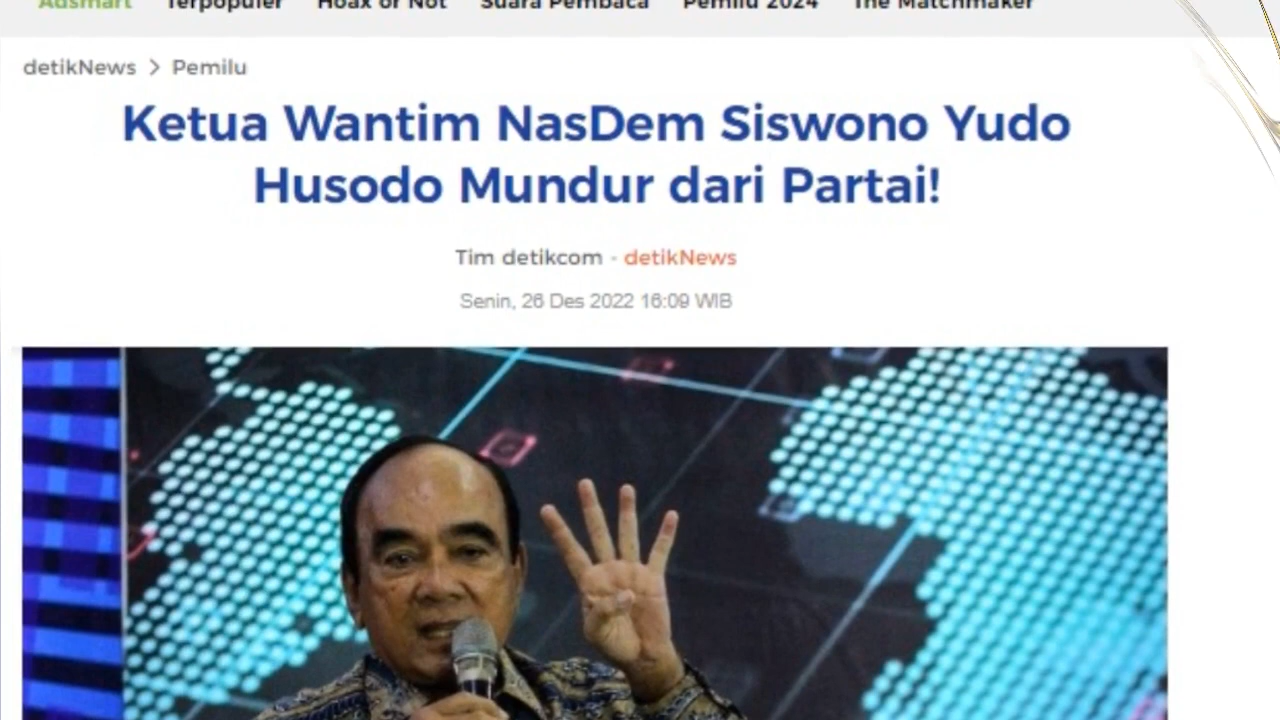 Adsmart Terpopuler Hoax or Not Suara Pembaca Pemilu 2024 The Matchmaker
detikNews > Pemilu
Ketua Wantim NasDem Siswono Yudo
Husodo Mundur dari Partai!
Tim detikcom - detikNews
Senin, 26 Des 2022 16:09 WIB